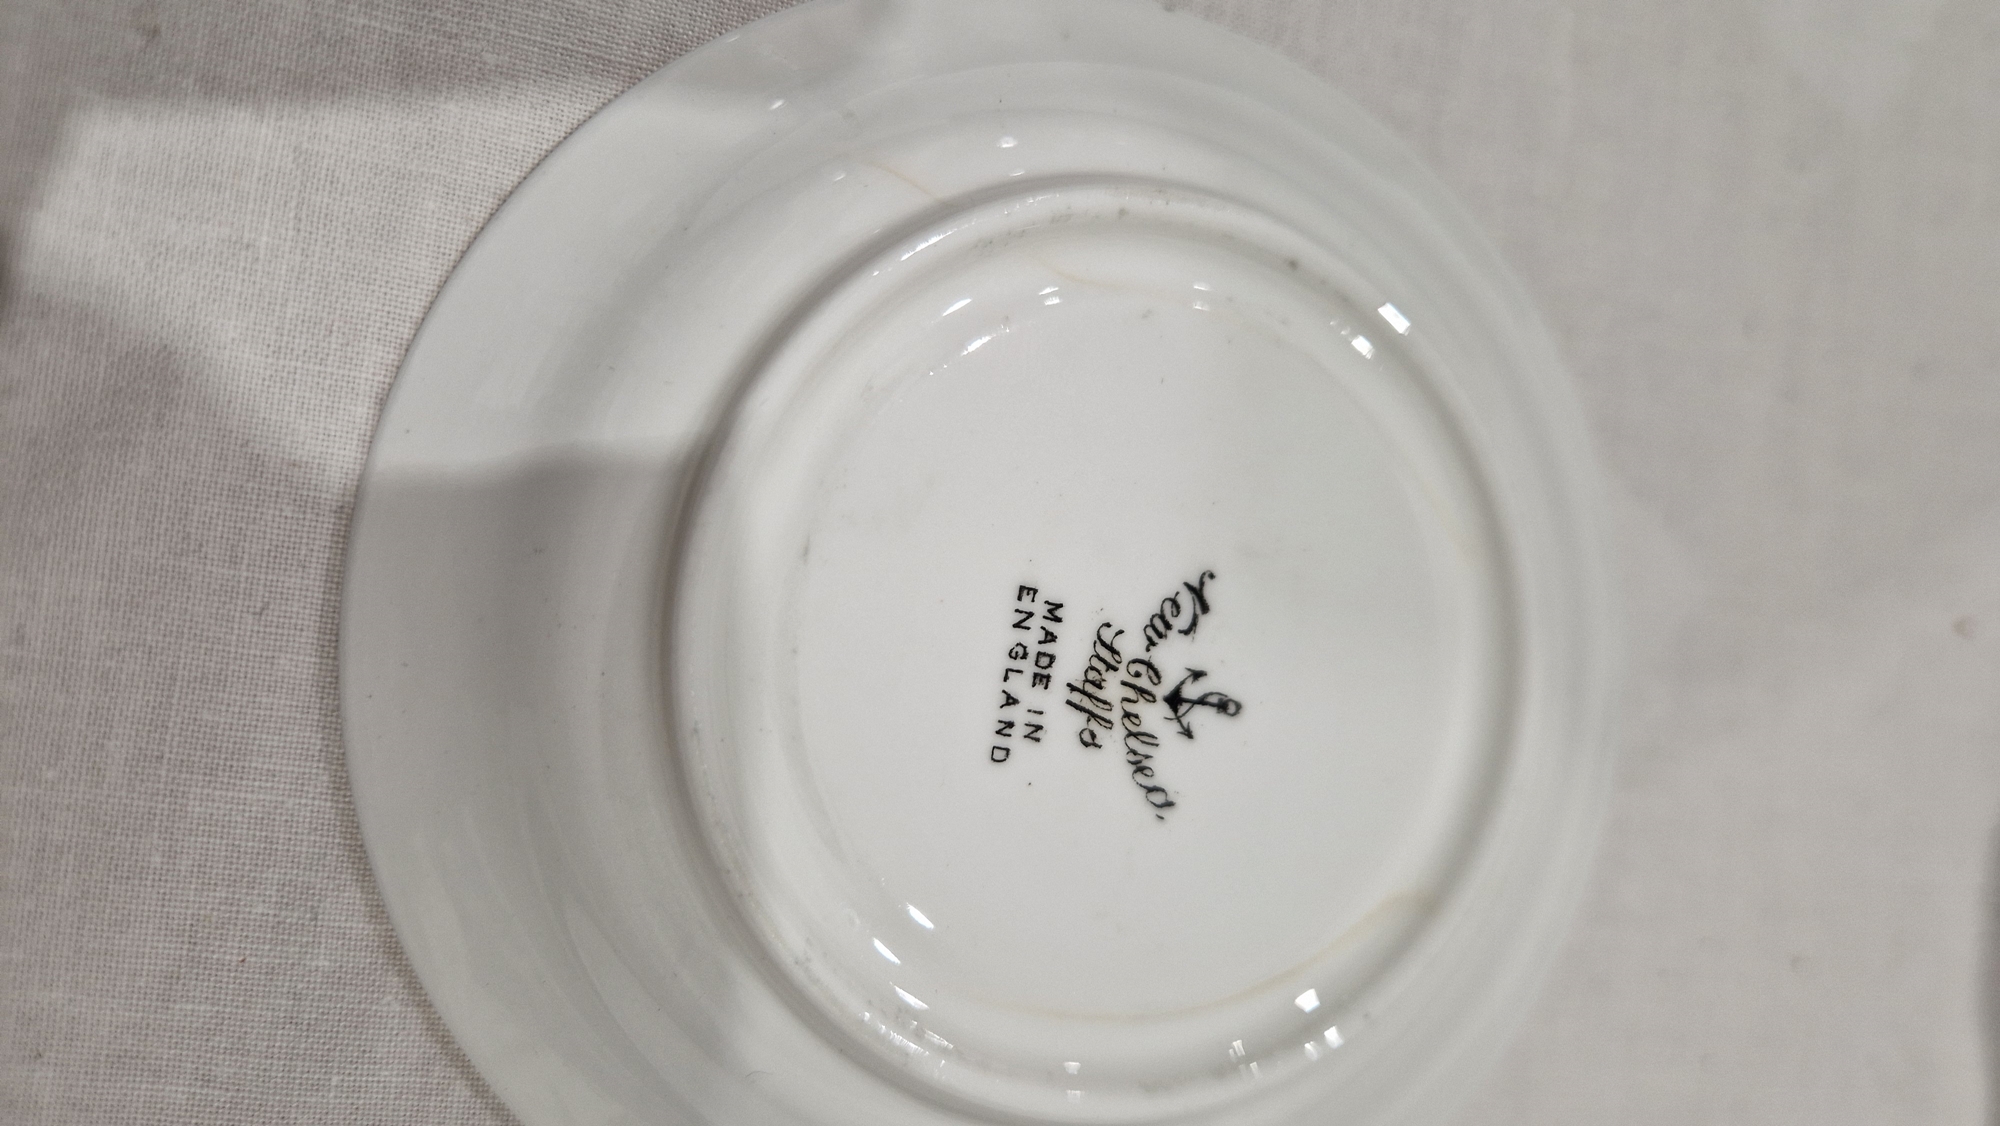 New Chelsea,
Staffs
MADE IN
ENGLAND